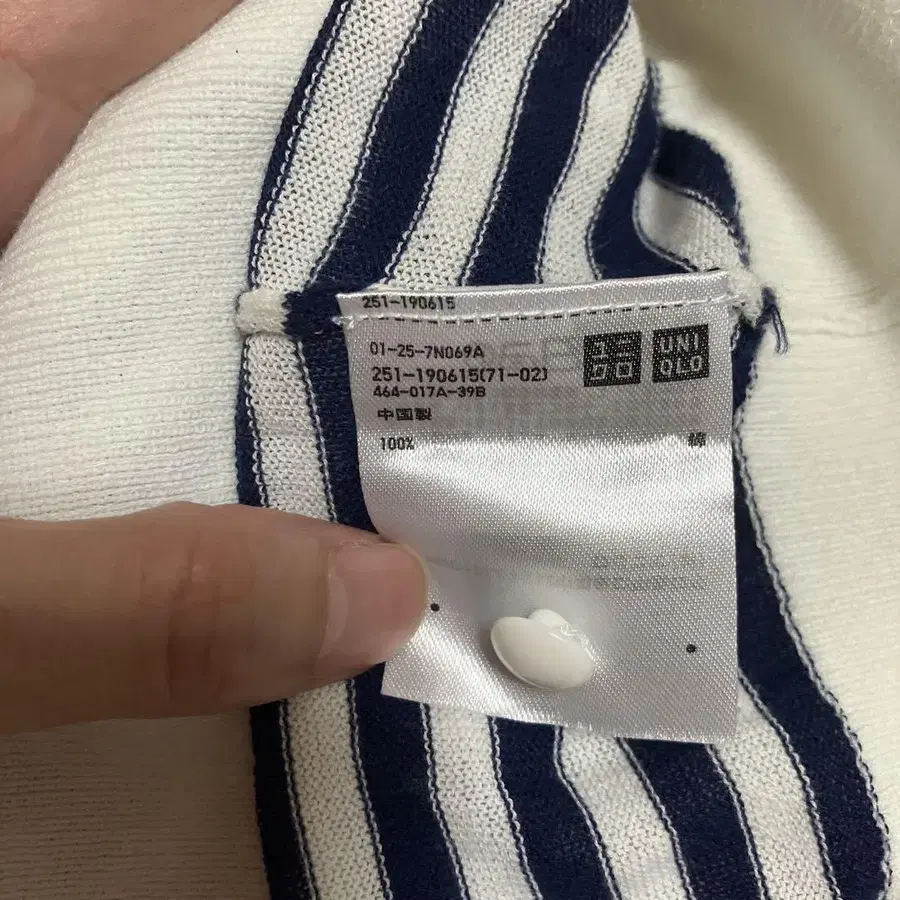 251-190615
01-25-7N069A
251-190615(71-02)
464-017A-39B
中国製
100% 綿
ユニ
クロ
UNI
QLO